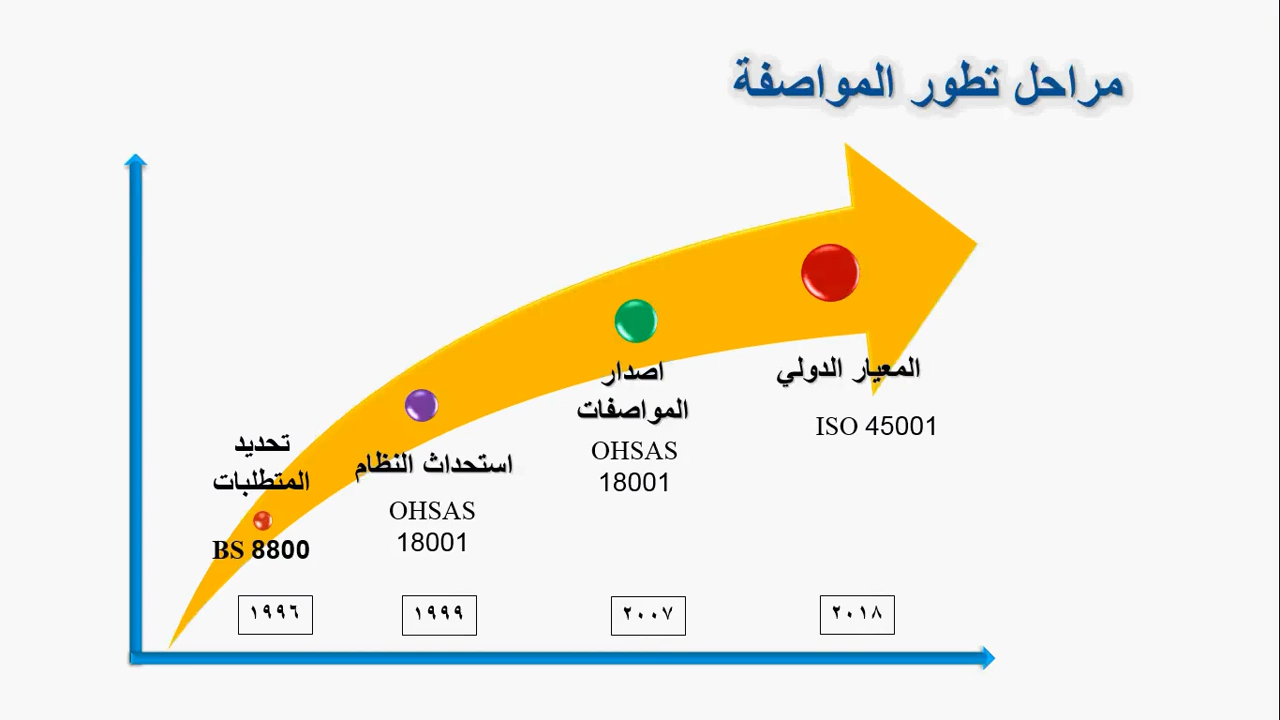 مراحل تطور المواصفة
تحديد
المتطلبات
BS 8800
١٩٩٦
استحداث النظام
OHSAS
18001
١٩٩٩
اصدار
المواصفات
OHSAS
18001
٢٠٠٧
المعيار الدولي
ISO 45001
٢٠١٨